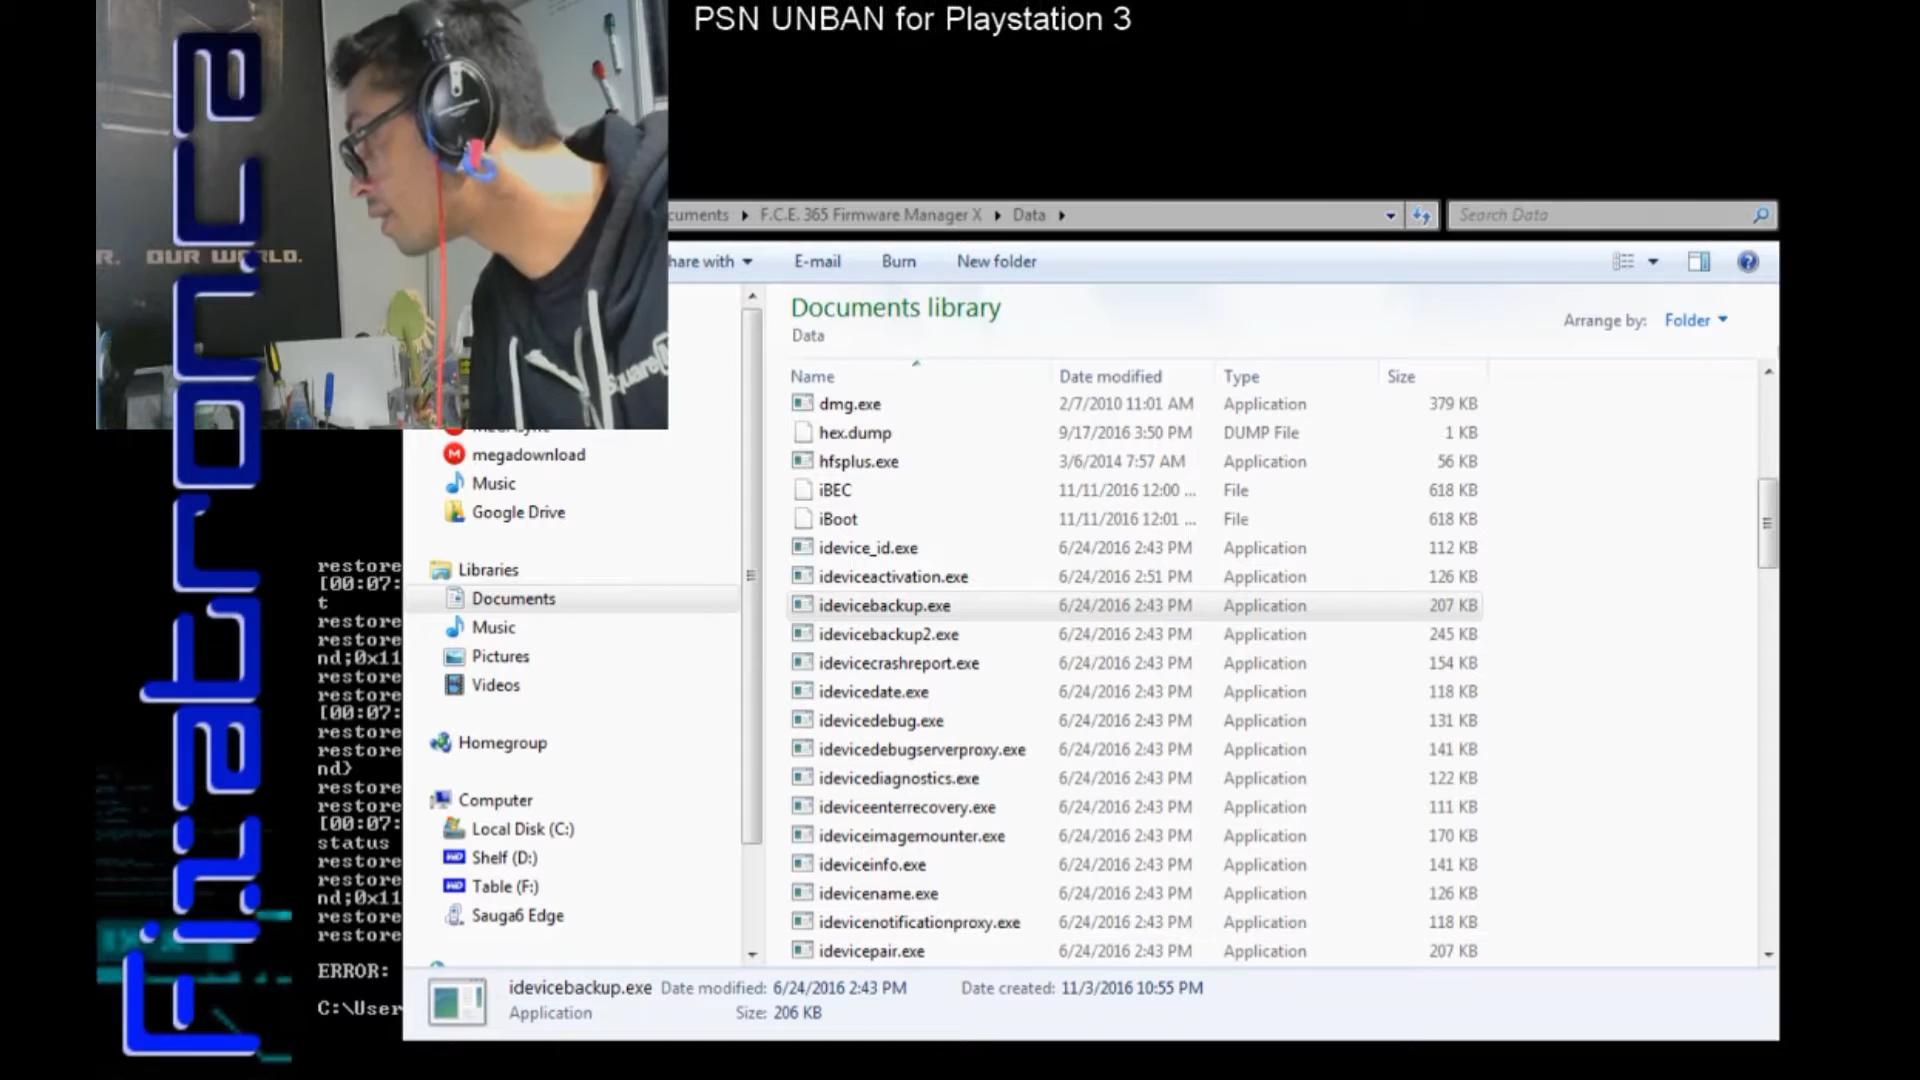 PSN UNBAN for Playstation 3
R. OUR WORLD.
Fixator10N.ca
cuments ▸ F.C.E. 365 Firmware Manager X ▸ Data ▸
Search Data
hare with
E-mail
Burn
New folder
Documents library
Data
Arrange by: Folder
Name Date modified Type Size
dmg.exe 2/7/2010 11:01 AM Application 379 KB
hex.dump 9/17/2016 3:50 PM DUMP File 1 KB
hfsplus.exe 3/6/2014 7:57 AM Application 56 KB
iBEC 11/11/2016 12:00 ... File 618 KB
iBoot 11/11/2016 12:01 ... File 618 KB
idevice_id.exe 6/24/2016 2:43 PM Application 112 KB
ideviceactivation.exe 6/24/2016 2:51 PM Application 126 KB
idevicebackup.exe 6/24/2016 2:43 PM Application 207 KB
idevicebackup2.exe 6/24/2016 2:43 PM Application 245 KB
idevicecrashreport.exe 6/24/2016 2:43 PM Application 154 KB
idevicedate.exe 6/24/2016 2:43 PM Application 118 KB
idevicedebug.exe 6/24/2016 2:43 PM Application 131 KB
idevicedebugserverproxy.exe 6/24/2016 2:43 PM Application 141 KB
idevicediagnostics.exe 6/24/2016 2:43 PM Application 122 KB
ideviceenterrecovery.exe 6/24/2016 2:43 PM Application 111 KB
ideviceimagemounter.exe 6/24/2016 2:43 PM Application 170 KB
ideviceinfo.exe 6/24/2016 2:43 PM Application 141 KB
idevicename.exe 6/24/2016 2:43 PM Application 126 KB
idevicenotificationproxy.exe 6/24/2016 2:43 PM Application 118 KB
idevicepair.exe 6/24/2016 2:43 PM Application 207 KB
megadownload
Music
Google Drive
Libraries
Documents
Music
Pictures
Videos
Homegroup
Computer
Local Disk (C:)
Shelf (D:)
Table (F:)
Sauga6 Edge
restore
[00:07:
t
restore
restore
nd;0x11
restore
restore
[00:07:
restore
restore
nd>
restore
restore
[00:07:
status
restore
restore
nd;0x11
restore
restore
ERROR:
C:\User
idevicebackup.exe Date modified: 6/24/2016 2:43 PM Date created: 11/3/2016 10:55 PM
Application Size: 206 KB